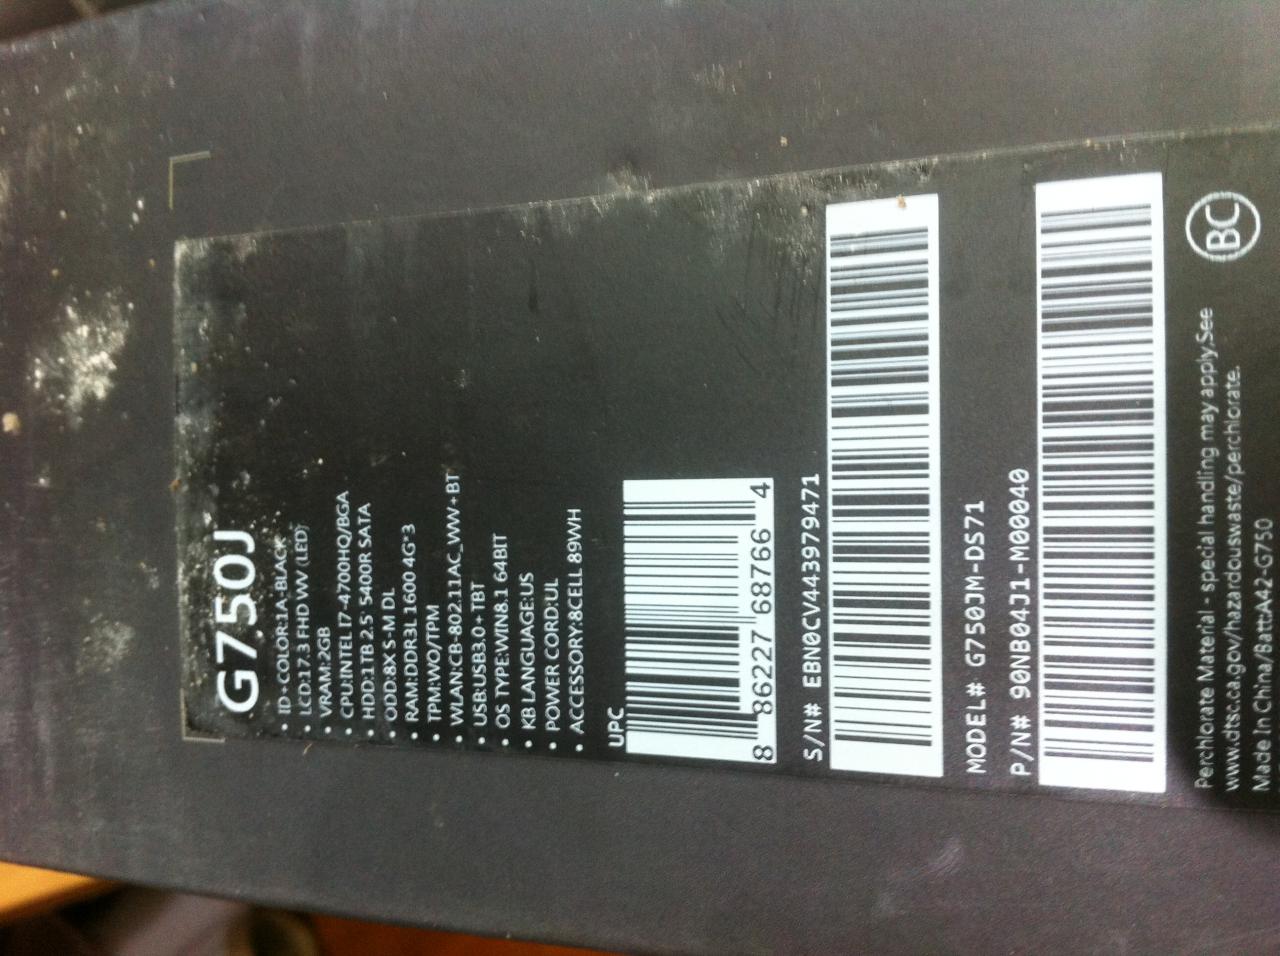 G750J
• ID+COLOR:1A-BLACK
• LCD:17.3 FHD WV (LED)
• VRAM:2GB
• CPU:INTEL I7-4700HQ/BGA
• HDD:1TB 2.5' 5400R SATA
• ODD:8X S-M DL
• RAM:DDR3L 1600 4G*3
• TPM:WO/TPM
• WLAN:CB-802.11AC_WW+BT
• USB:USB3.0+TBT
• OS TYPE:WIN8.1 64BIT
• KB LANGUAGE:US
• POWER CORD:UL
• ACCESSORY:8CELL 89WH
UPC
8 86227 68766 4
S/N# EBN0CV443979471
MODEL# G750JM-DS71
P/N# 90NB04J1-M00040
BC
Perchlorate Material - special handling may apply.See
www.dtsc.ca.gov/hazardouswaste/perchlorate.
Made In China/Batt:A42-G750